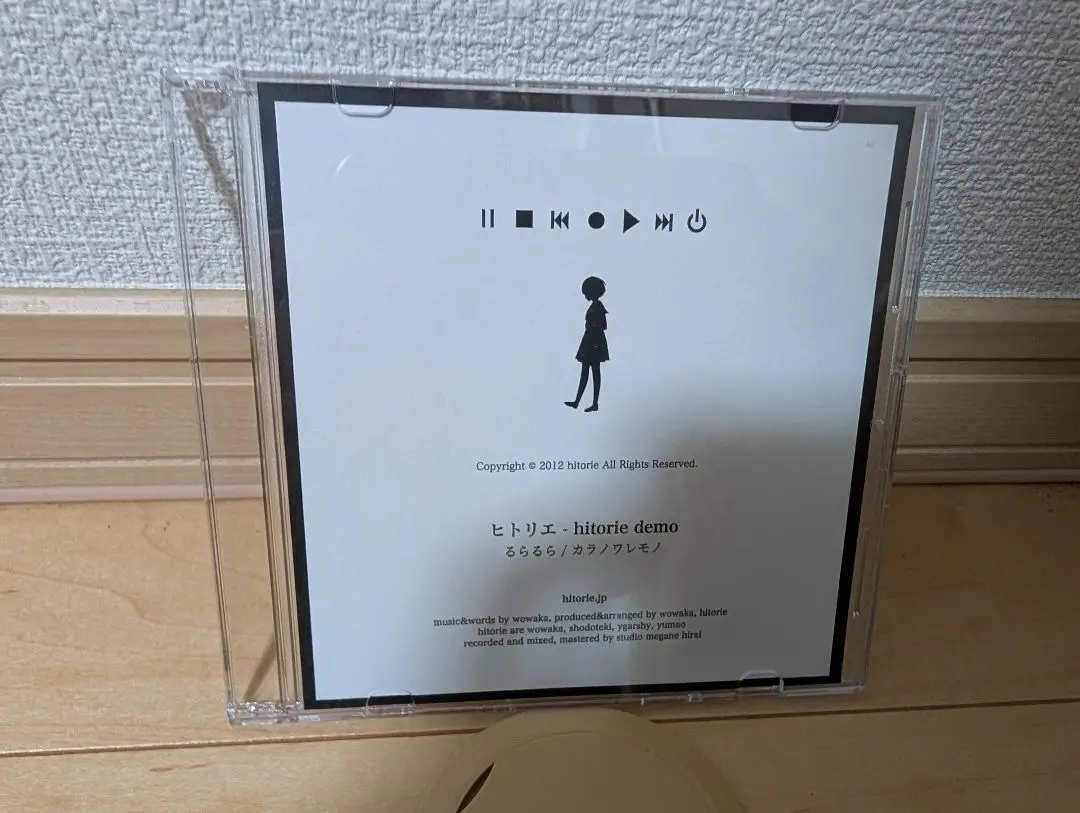 Copyright © 2012 hitorie All Rights Reserved.
ヒトリエ - hitorie demo
るらるら / カラノワレモノ
hitorie.jp
music&words by wowaka, produced&arranged by wowaka, hitorie
hitorie are wowaka, shodoteki, ygarshy, yumao
recorded and mixed, mastered by studio megane hirai